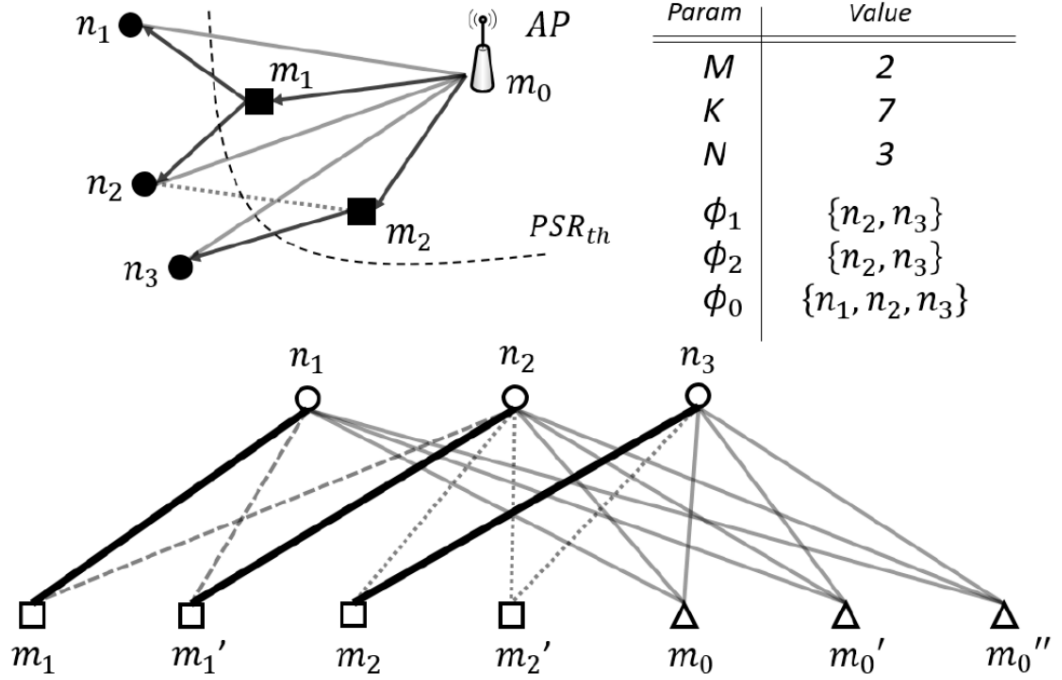 n₁
AP
m₁
m₀
n₂
m₂
PSRₜₕ
n₃
Param Value
M 2
K 7
N 3
ϕ₁ {n₂, n₃}
ϕ₂ {n₂, n₃}
ϕ₀ {n₁, n₂, n₃}
n₁ n₂ n₃
m₁ m₁′ m₂ m₂′ m₀ m₀′ m₀′′